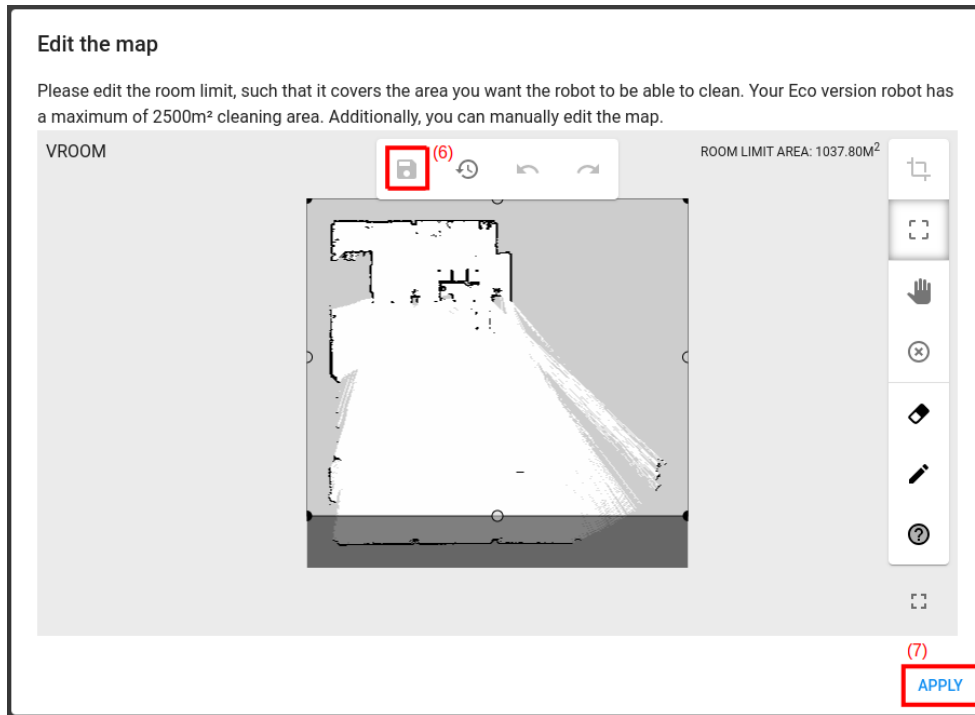 Edit the map
Please edit the room limit, such that it covers the area you want the robot to be able to clean. Your Eco version robot has
a maximum of 2500m² cleaning area. Additionally, you can manually edit the map.
VROOM
(6)
ROOM LIMIT AREA: 1037.80M²
(7)
APPLY